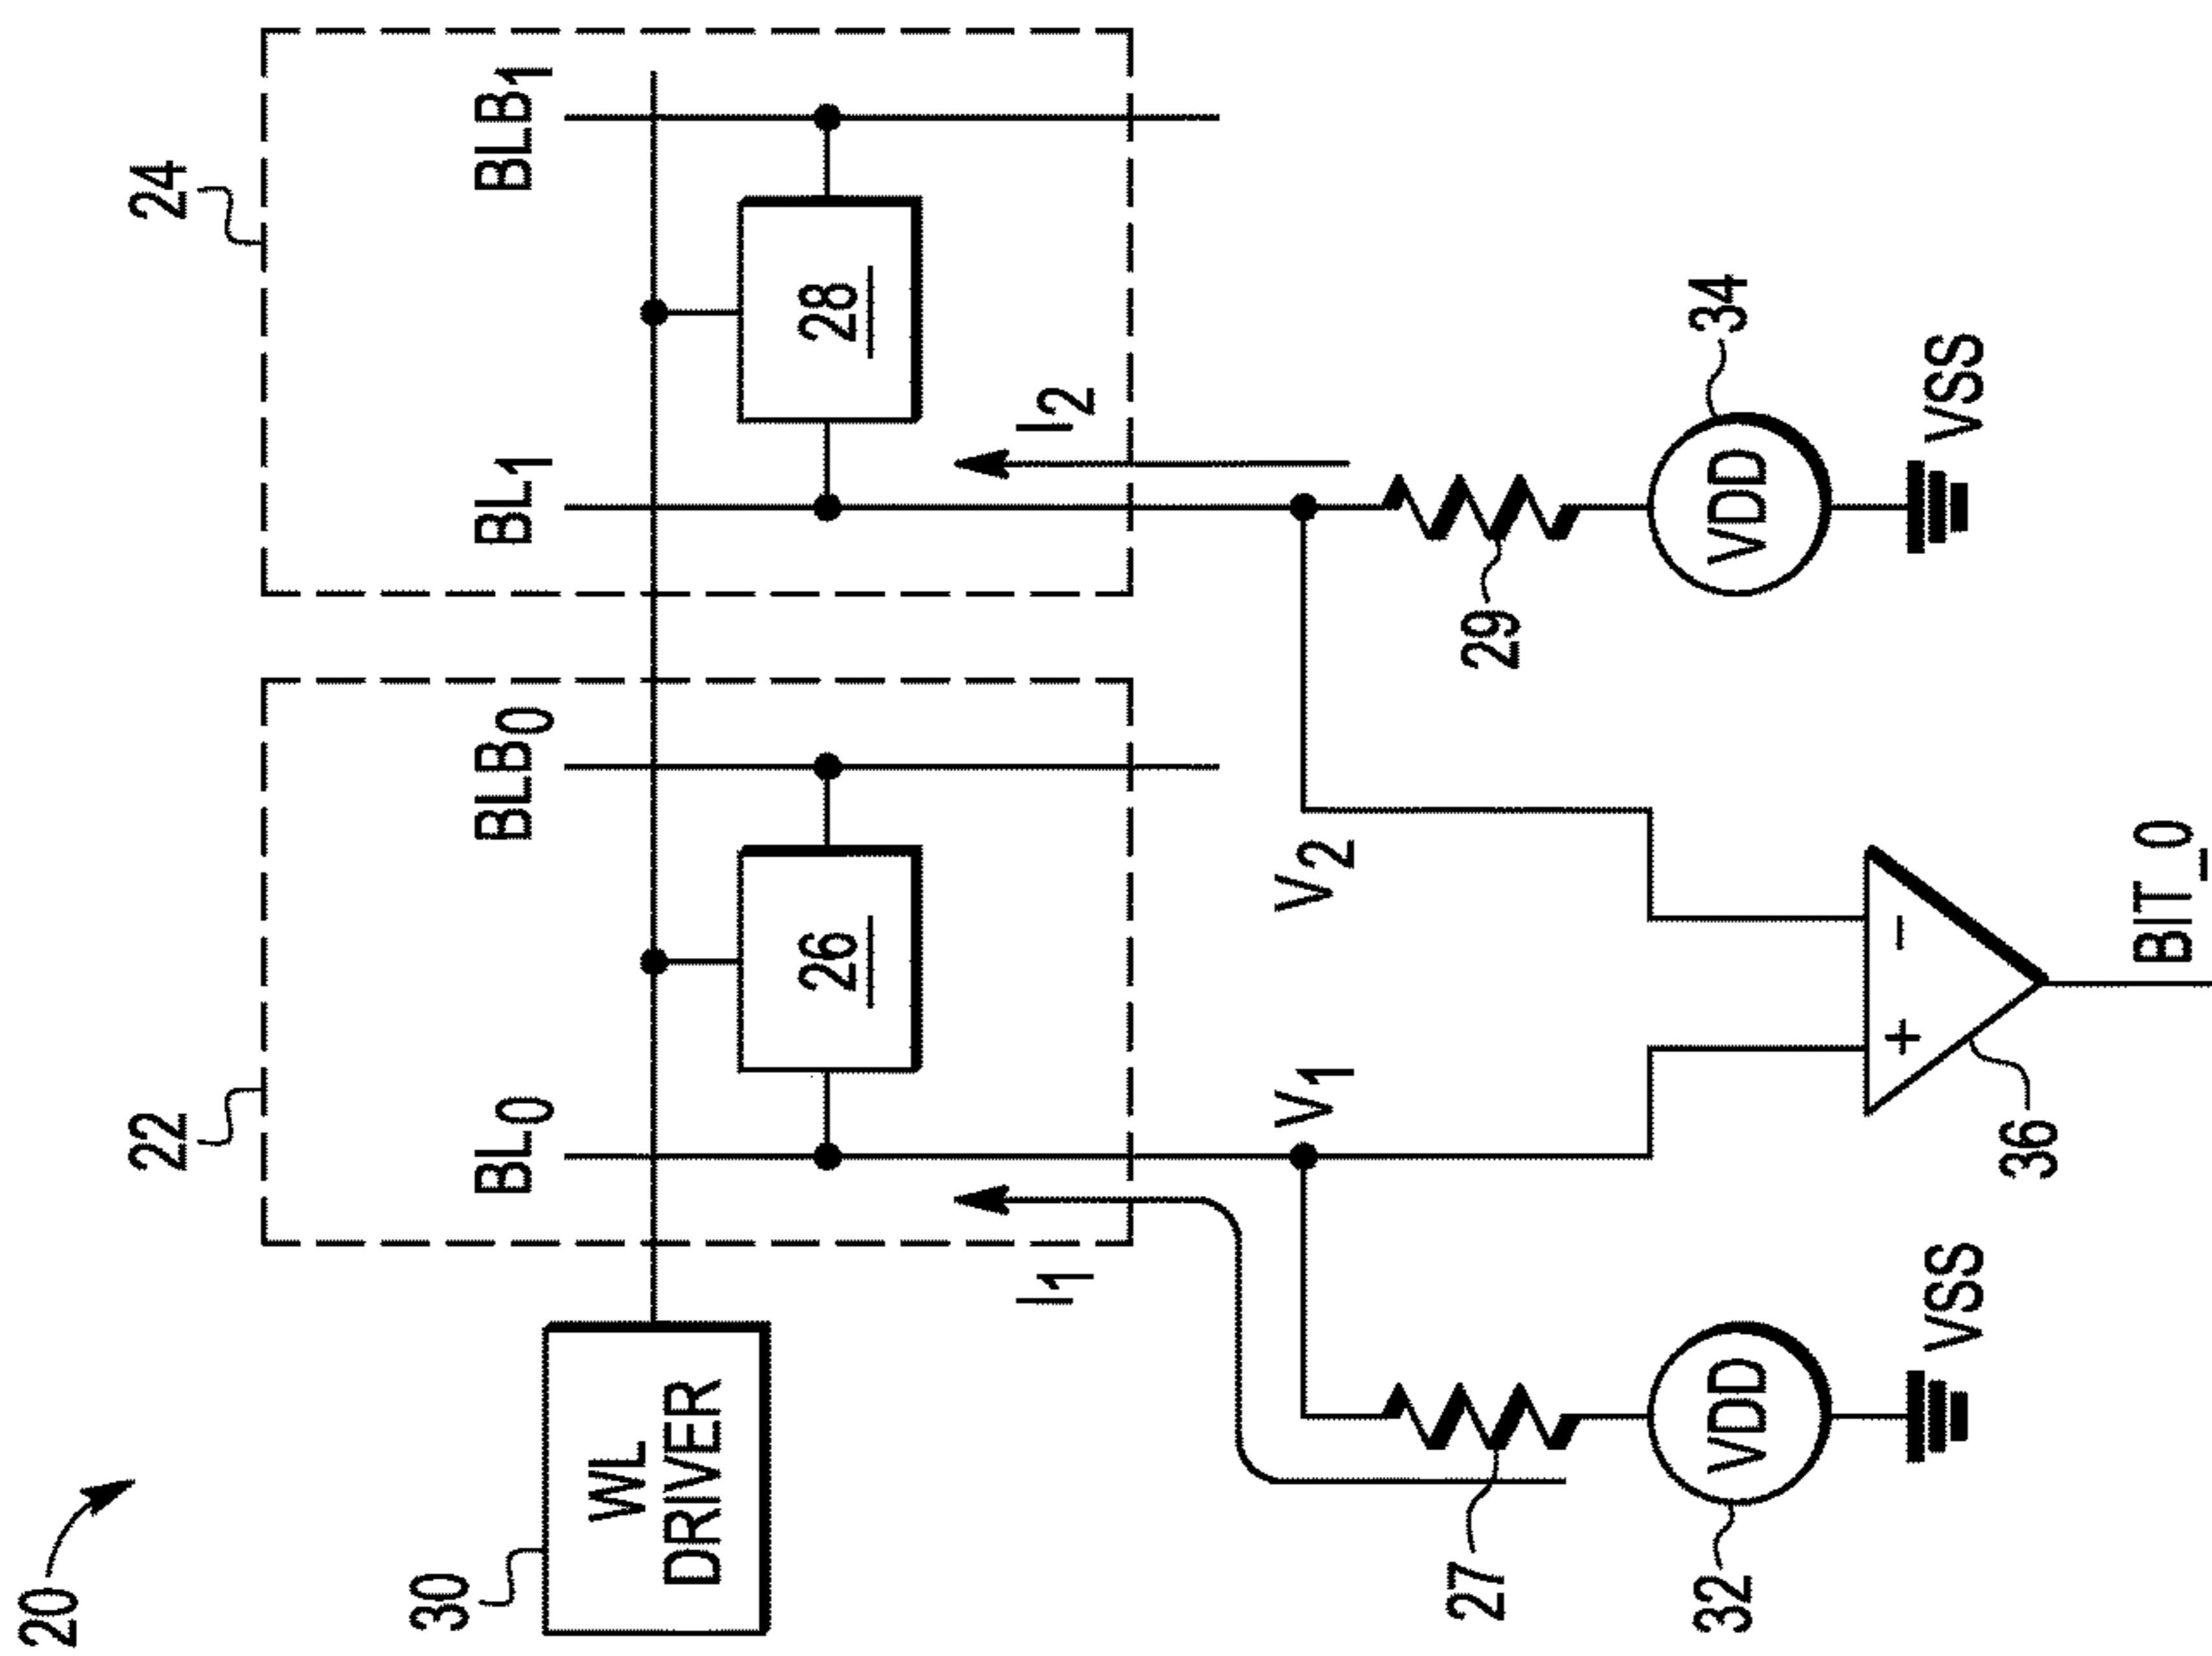 20
22
24
30
BL0
BLB0
BL1
BLB1
WL
DRIVER
26
28
I1
I2
V1
V2
27
29
32
VDD
VDD
34
+
−
VSS
VSS
36
BIT_0